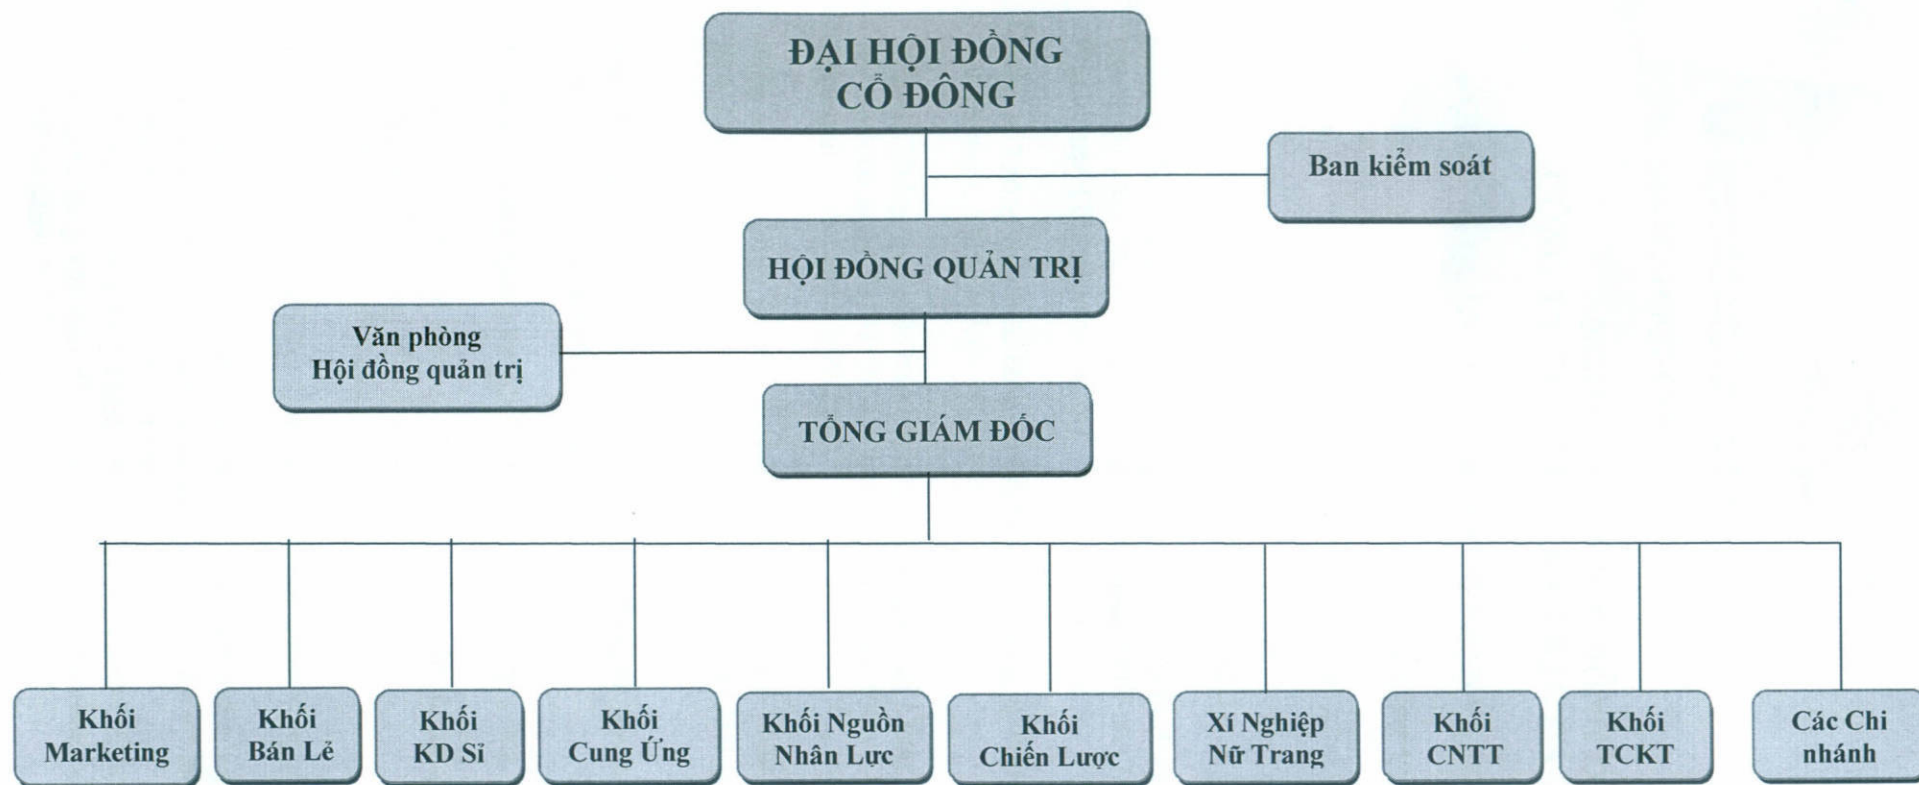 ĐẠI HỘI ĐỒNG
CỔ ĐÔNG
Ban kiểm soát
HỘI ĐỒNG QUẢN TRỊ
Văn phòng
Hội đồng quản trị
TỔNG GIÁM ĐỐC
Khối
Marketing
Khối
Bán Lẻ
Khối
KD Sỉ
Khối
Cung Ứng
Khối Nguồn
Nhân Lực
Khối
Chiến Lược
Xí Nghiệp
Nữ Trang
Khối
CNTT
Khối
TCKT
Các Chi
nhánh